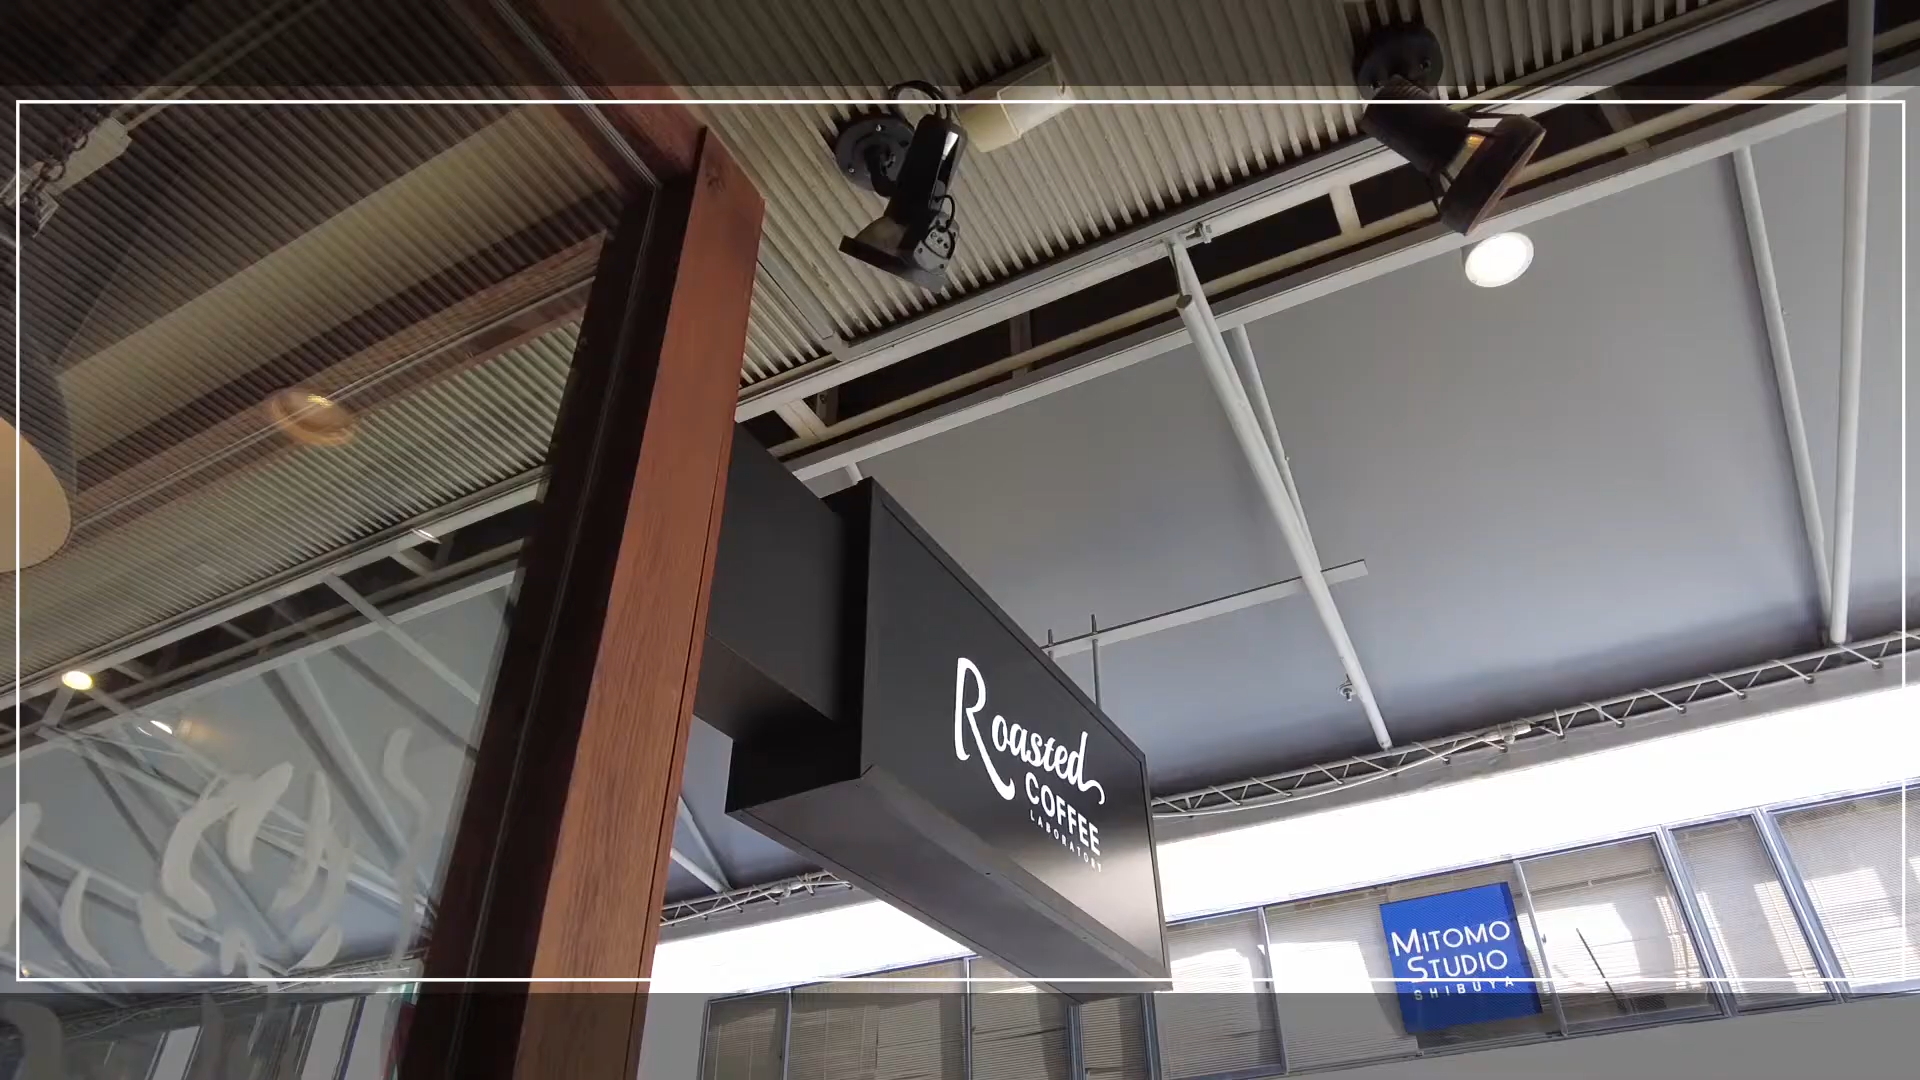 Roasted
COFFEE
LABORATORY
MITOMO
STUDIO
SHIBUYA